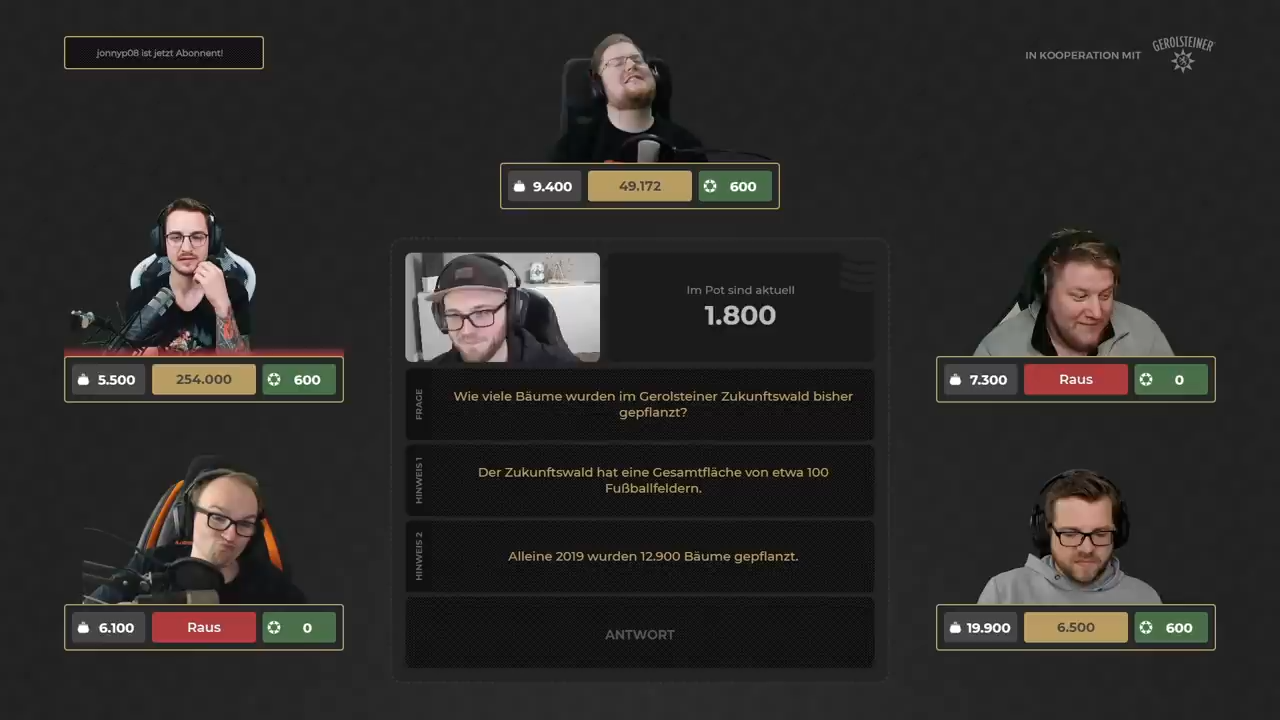 jonnyp08 ist jetzt Abonnent!
IN KOOPERATION MIT
GEROLSTEINER
9.400
49.172
600
Im Pot sind aktuell
1.800
5.500
254.000
600
7.300
Raus
0
FRAGE
Wie viele Bäume wurden im Gerolsteiner Zukunftswald bisher
gepflanzt?
HINWEIS 1
Der Zukunftswald hat eine Gesamtfläche von etwa 100
Fußballfeldern.
HINWEIS 2
Alleine 2019 wurden 12.900 Bäume gepflanzt.
6.100
Raus
0
ANTWORT
19.900
6.500
600